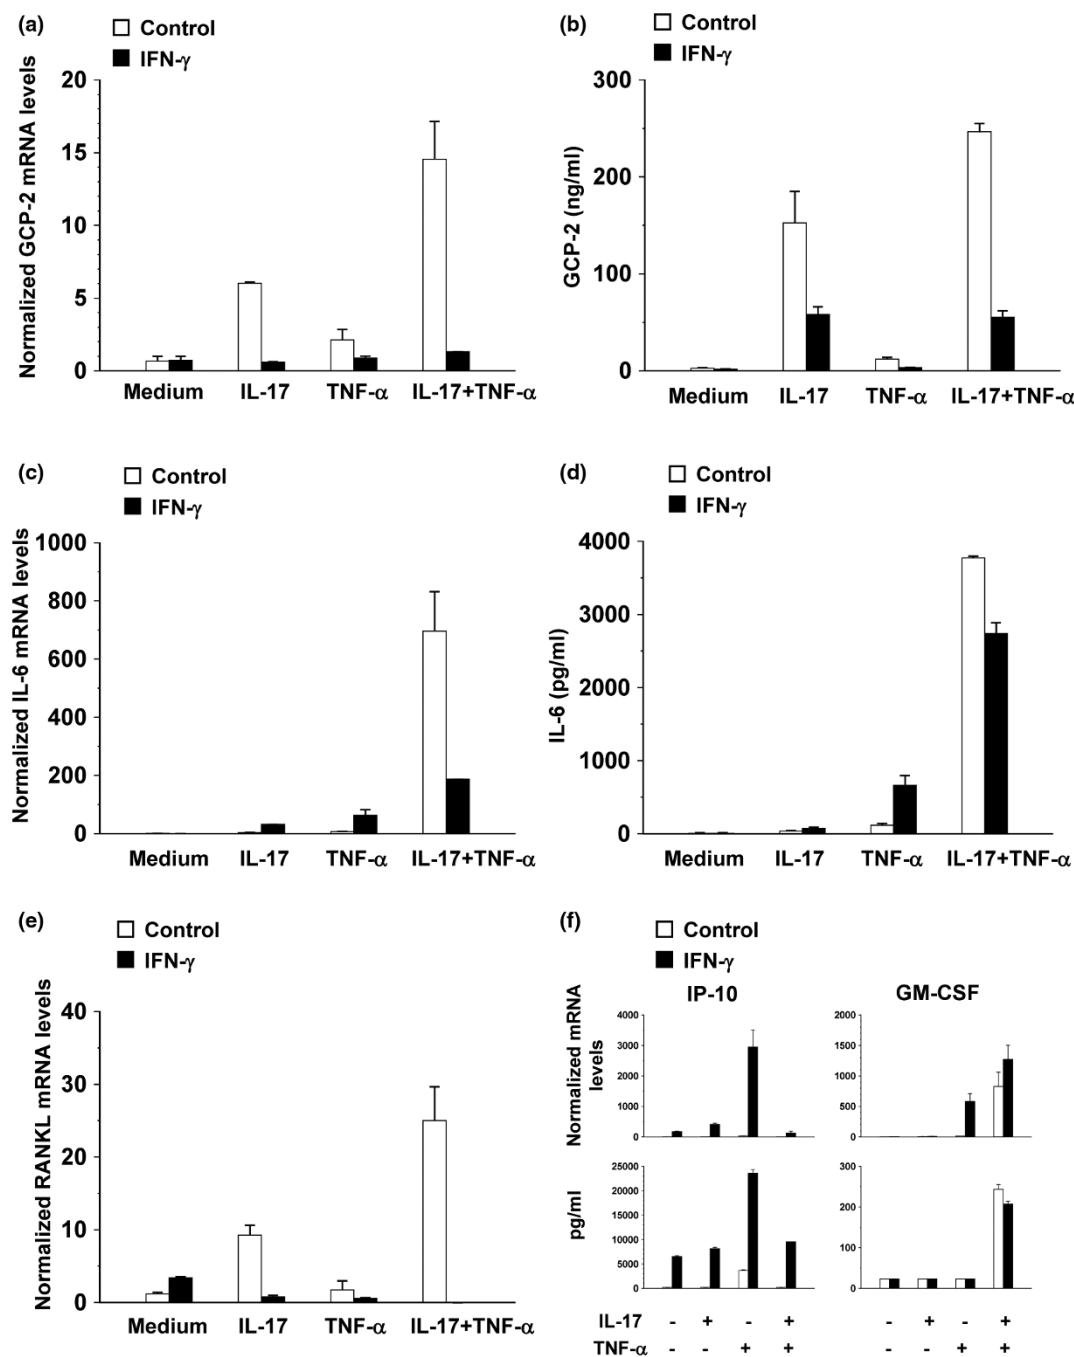 (a)
Control
IFN-γ
Normalized GCP-2 mRNA levels
20
15
10
5
0
Medium IL-17 TNF-α IL-17+TNF-α
(b)
Control
IFN-γ
GCP-2 (ng/ml)
300
200
100
0
Medium IL-17 TNF-α IL-17+TNF-α
(c)
Control
IFN-γ
Normalized IL-6 mRNA levels
1000
800
600
400
200
0
Medium IL-17 TNF-α IL-17+TNF-α
(d)
Control
IFN-γ
IL-6 (pg/ml)
4000
3000
2000
1000
0
Medium IL-17 TNF-α IL-17+TNF-α
(e)
Control
IFN-γ
Normalized RANKL mRNA levels
40
30
20
10
0
Medium IL-17 TNF-α IL-17+TNF-α
(f)
Control
IFN-γ
IP-10
GM-CSF
Normalized mRNA
levels
4000
3000
2000
1000
0
1500
1000
500
0
pg/ml
25000
20000
15000
10000
5000
0
300
200
100
0
IL-17 - + - + - + - +
TNF-α - - + + - - + +